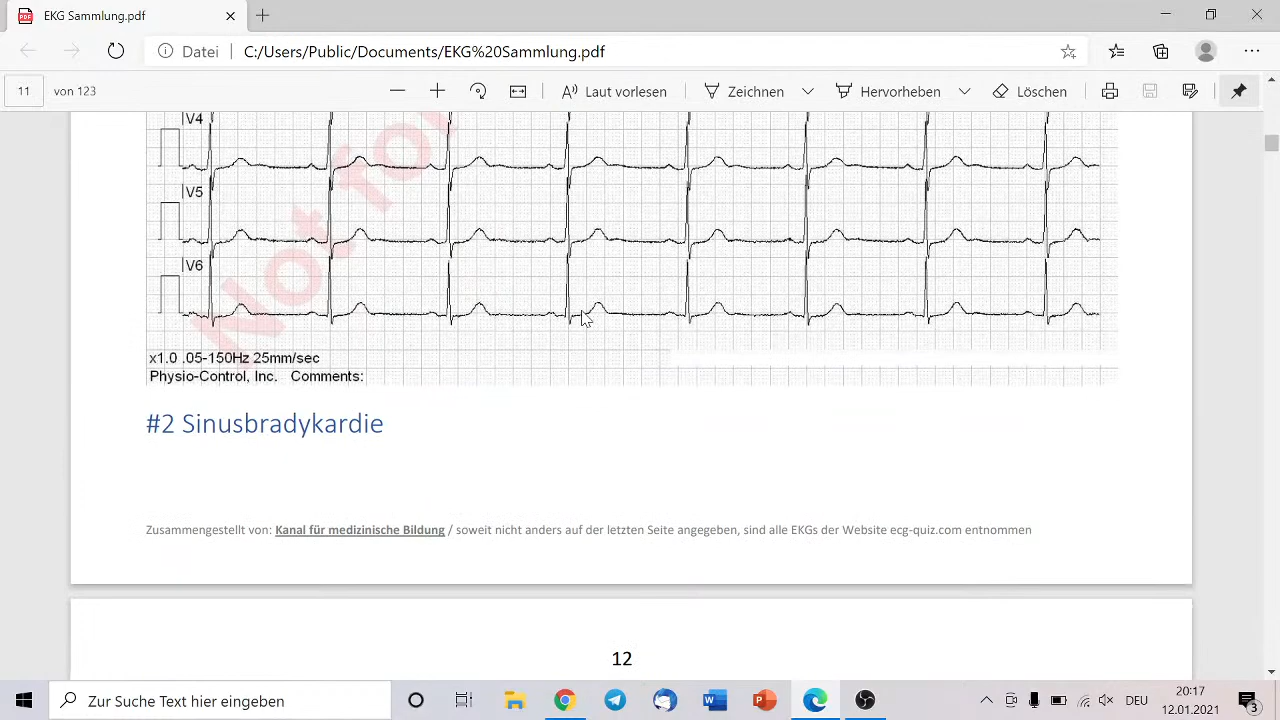 EKG Sammlung.pdf
Datei
C:/Users/Public/Documents/EKG%20Sammlung.pdf
11 von 123
Laut vorlesen
Zeichnen
Hervorheben
Löschen
Not for
V4
V5
V6
x1.0 .05-150Hz 25mm/sec
Physio-Control, Inc. Comments:
#2 Sinusbradykardie
Zusammengestellt von: Kanal für medizinische Bildung / soweit nicht anders auf der letzten Seite angegeben, sind alle EKGs der Website ecg-quiz.com entnommen
12
Zur Suche Text hier eingeben
DEU
20:17
12.01.2021
3